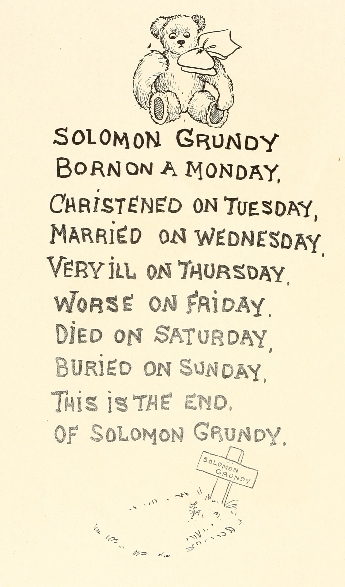 SOLOMON GRUNDY
BORN ON A MONDAY,
CHRISTENED ON TUESDAY,
MARRIED ON WEDNESDAY,
VERY ILL ON THURSDAY,
WORSE ON FRIDAY,
DIED ON SATURDAY,
BURIED ON SUNDAY,
THIS IS THE END,
OF SOLOMON GRUNDY.
SOLOMON
GRUNDY